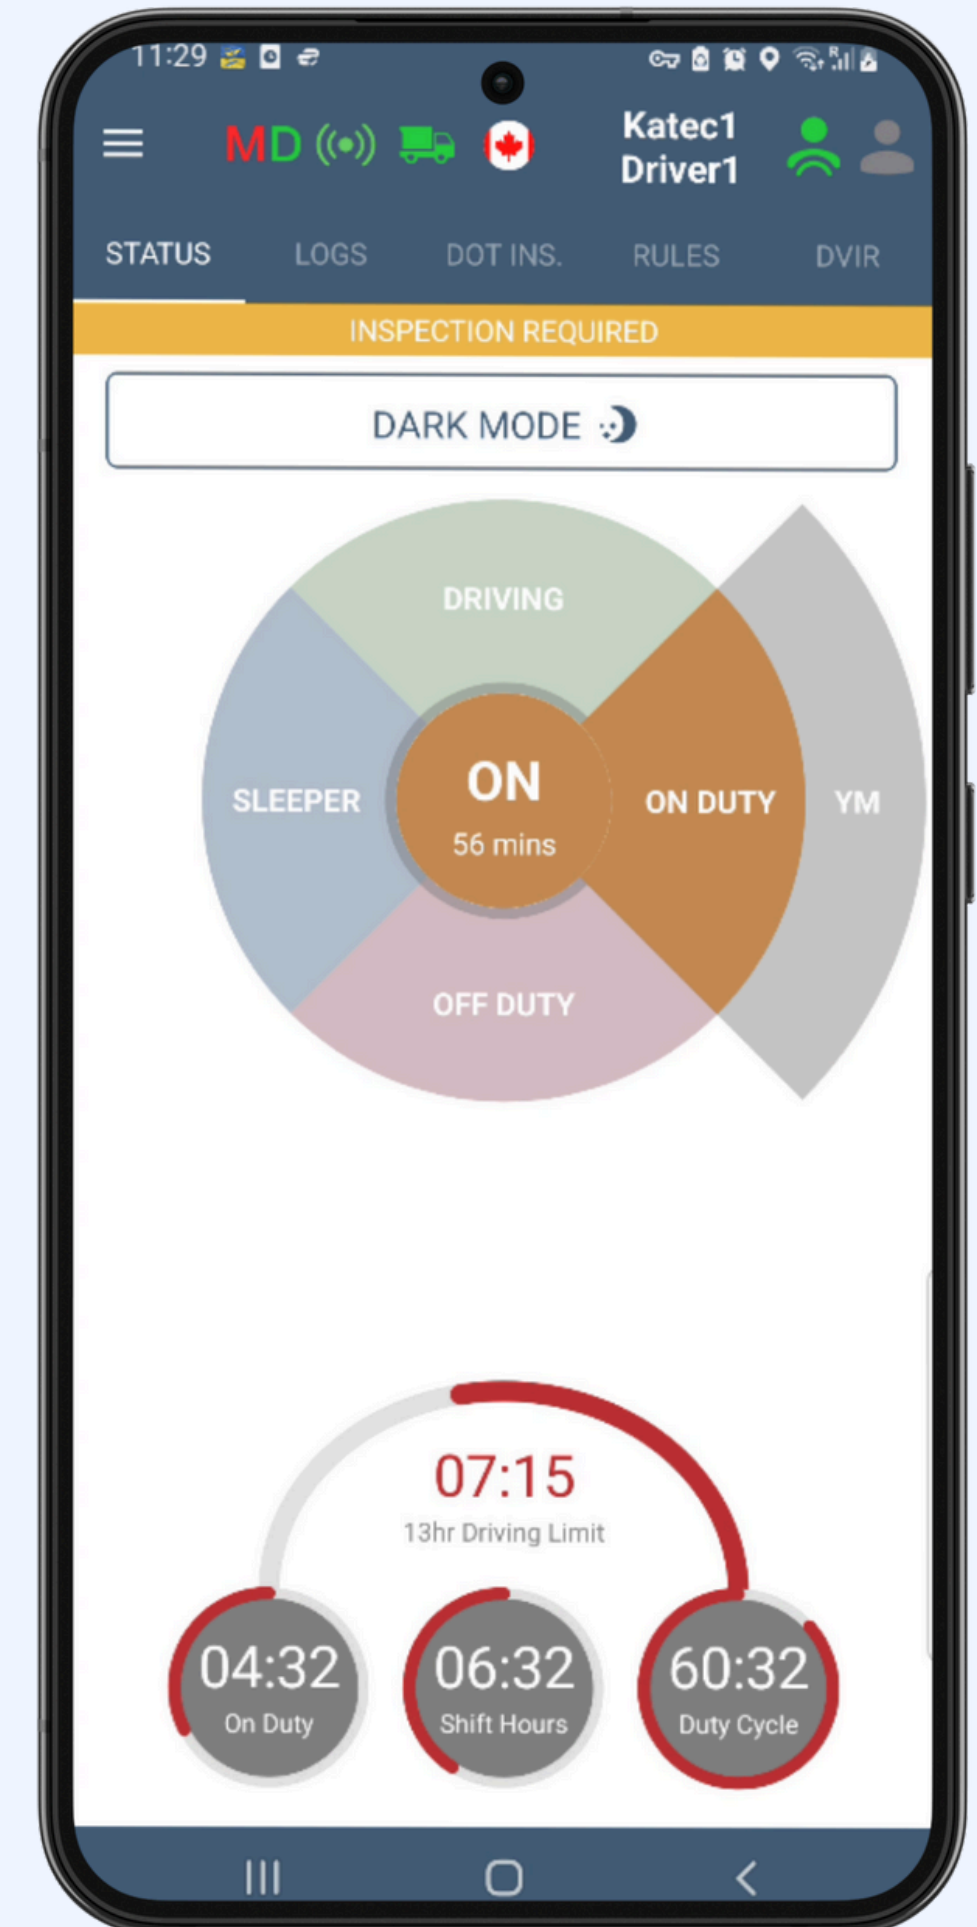 11:29
MD
Katec1
Driver1
STATUS LOGS DOT INS. RULES DVIR
INSPECTION REQUIRED
DARK MODE
DRIVING
SLEEPER
ON
56 mins
ON DUTY
YM
OFF DUTY
07:15
13hr Driving Limit
04:32
On Duty
06:32
Shift Hours
60:32
Duty Cycle